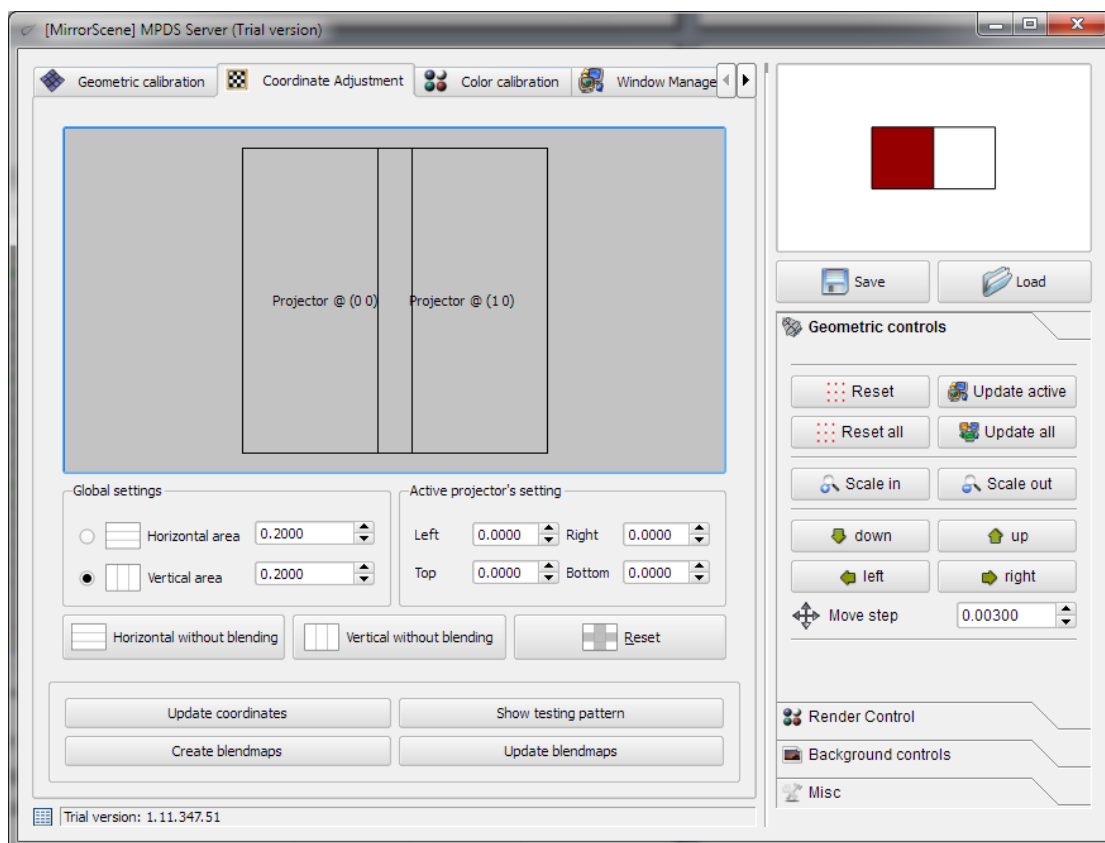 [MirrorScene] MPDS Server (Trial version)
Geometric calibration
Coordinate Adjustment
Color calibration
Window Manage
Projector @ (0 0)
Projector @ (1 0)
Global settings
Horizontal area
0.2000
Vertical area
0.2000
Active projector's setting
Left
0.0000
Right
0.0000
Top
0.0000
Bottom
0.0000
Horizontal without blending
Vertical without blending
Reset
Update coordinates
Show testing pattern
Create blendmaps
Update blendmaps
Trial version: 1.11.347.51
Save
Load
Geometric controls
Reset
Update active
Reset all
Update all
Scale in
Scale out
down
up
left
right
Move step
0.00300
Render Control
Background controls
Misc